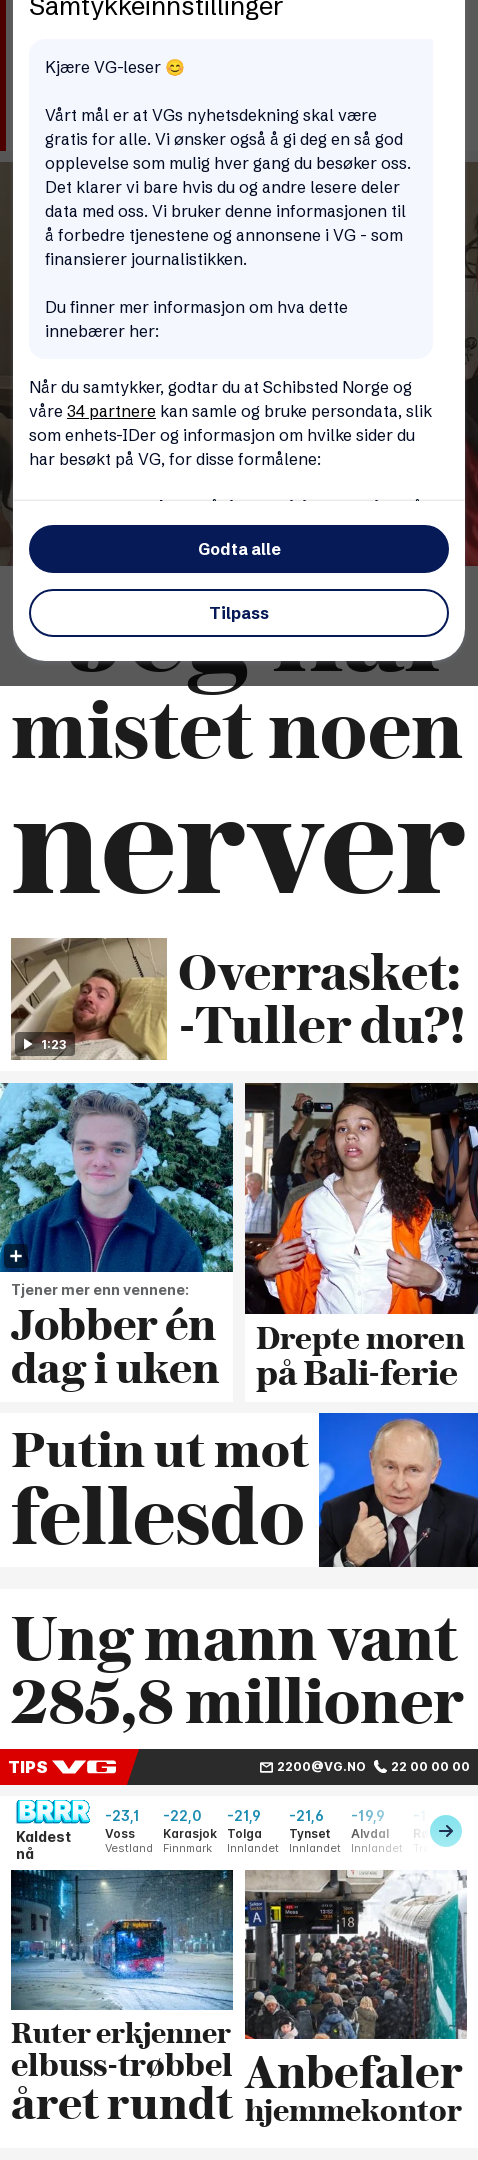 Samtykkeinnstillinger
Kjære VG-leser 😊
Vårt mål er at VGs nyhetsdekning skal være
gratis for alle. Vi ønsker også å gi deg en så god
opplevelse som mulig hver gang du besøker oss.
Det klarer vi bare hvis du og andre lesere deler
data med oss. Vi bruker denne informasjonen til
å forbedre tjenestene og annonsene i VG - som
finansierer journalistikken.
Du finner mer informasjon om hva dette
innebærer her:
Når du samtykker, godtar du at Schibsted Norge og
våre 34 partnere kan samle og bruke persondata, slik
som enhets-IDer og informasjon om hvilke sider du
har besøkt på VG, for disse formålene:
Godta alle
Tilpass
mistet noen
nerver
1:23
Overrasket:
-Tuller du?!
Tjener mer enn vennene:
Jobber én
dag i uken
Drepte moren
på Bali-ferie
Putin ut mot
fellesdo
Ung mann vant
285,8 millioner
TIPS VG 2200@VG.NO 22 00 00 00
BRRR
Kaldest
nå
-23,1
Voss
Vestland
-22,0
Karasjok
Finnmark
-21,9
Tolga
Innlandet
-21,6
Tynset
Innlandet
-19,9
Alvdal
Innlandet
Ruter erkjenner
elbuss-trøbbel
året rundt
A
18
Anbefaler
hjemmekontor